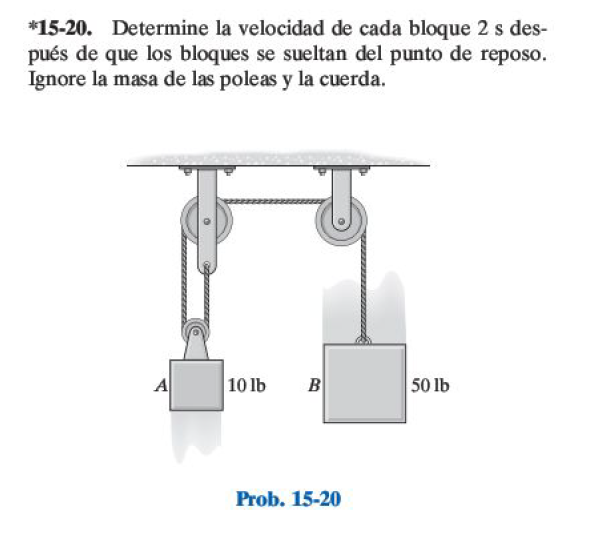 *15-20. Determine la velocidad de cada bloque 2 s des-
pués de que los bloques se sueltan del punto de reposo.
Ignore la masa de las poleas y la cuerda.
A 10 lb B 50 lb
Prob. 15-20